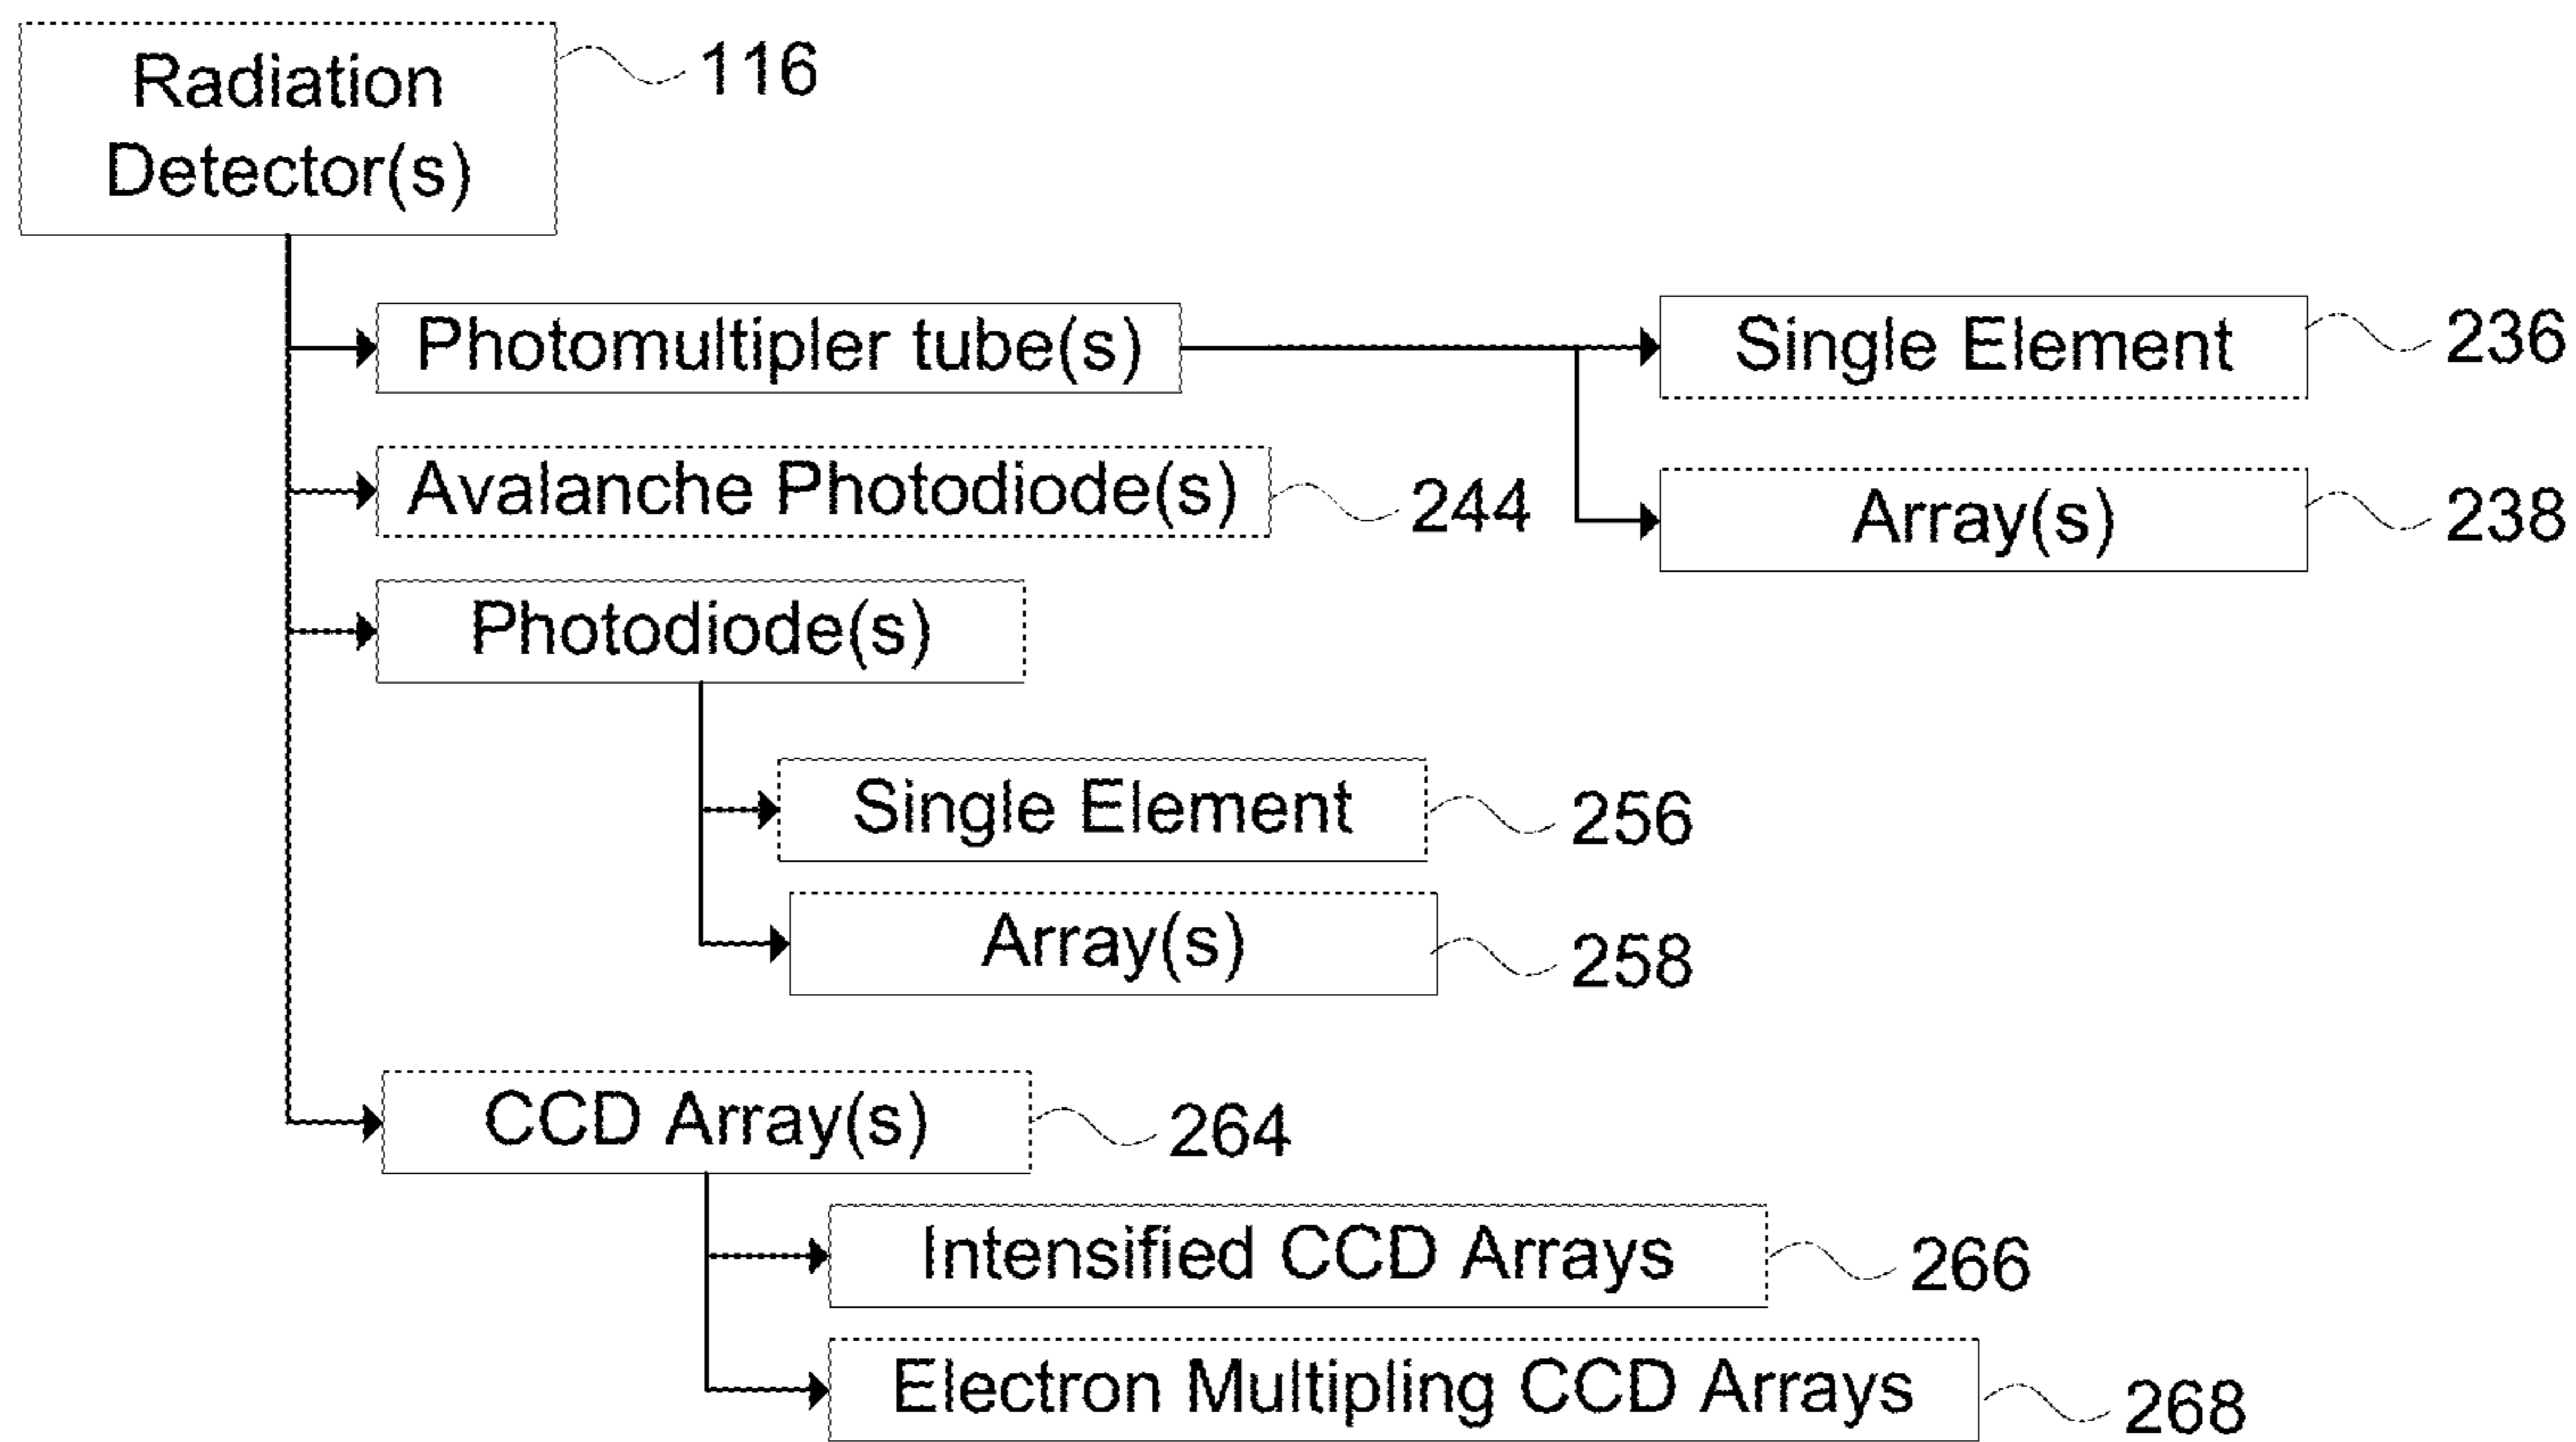 Radiation
Detector(s)
116
Photomultipler tube(s)
Single Element
236
Avalanche Photodiode(s)
244
Array(s)
238
Photodiode(s)
Single Element
256
Array(s)
258
CCD Array(s)
264
Intensified CCD Arrays
266
Electron Multipling CCD Arrays
268